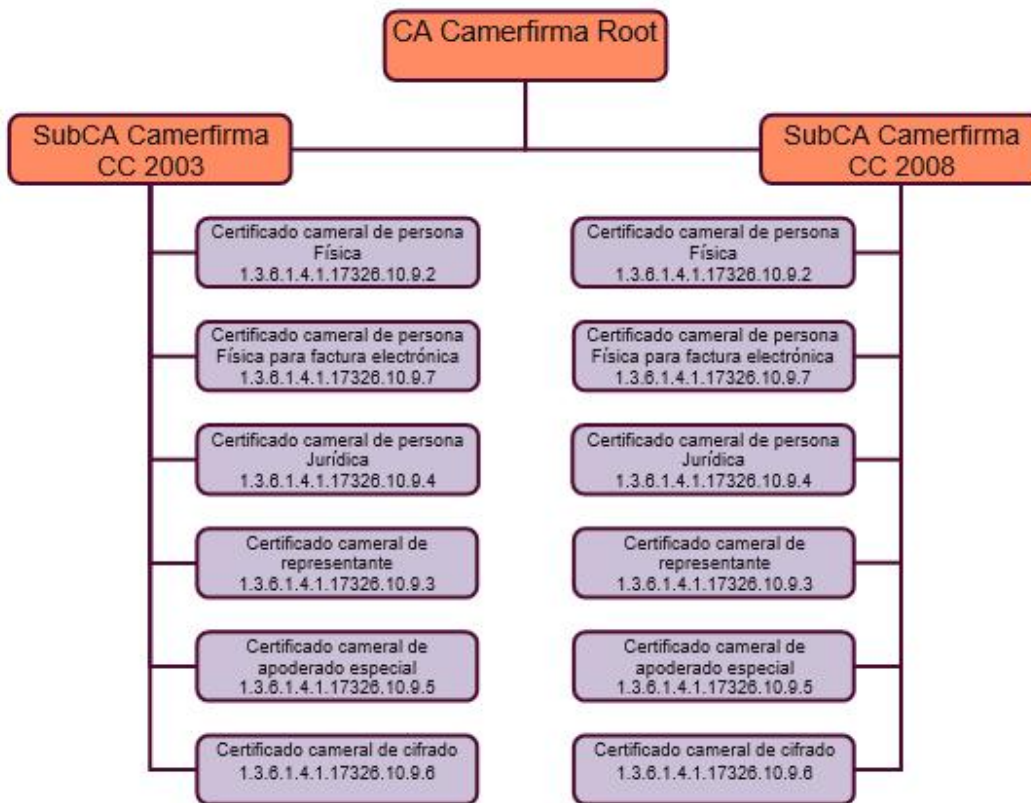 CA Camerfirma Root
SubCA Camerfirma
CC 2003
SubCA Camerfirma
CC 2008
Certificado cameral de persona
Física
1.3.6.1.4.1.17326.10.9.2
Certificado cameral de persona
Física para factura electrónica
1.3.6.1.4.1.17326.10.9.7
Certificado cameral de persona
Jurídica
1.3.6.1.4.1.17326.10.9.4
Certificado cameral de
representante
1.3.6.1.4.1.17326.10.9.3
Certificado cameral de
apoderado especial
1.3.6.1.4.1.17326.10.9.5
Certificado cameral de cifrado
1.3.6.1.4.1.17326.10.9.6
Certificado cameral de persona
Física
1.3.6.1.4.1.17326.10.9.2
Certificado cameral de persona
Física para factura electrónica
1.3.6.1.4.1.17326.10.9.7
Certificado cameral de persona
Jurídica
1.3.6.1.4.1.17326.10.9.4
Certificado cameral de
representante
1.3.6.1.4.1.17326.10.9.3
Certificado cameral de
apoderado especial
1.3.6.1.4.1.17326.10.9.5
Certificado cameral de cifrado
1.3.6.1.4.1.17326.10.9.6